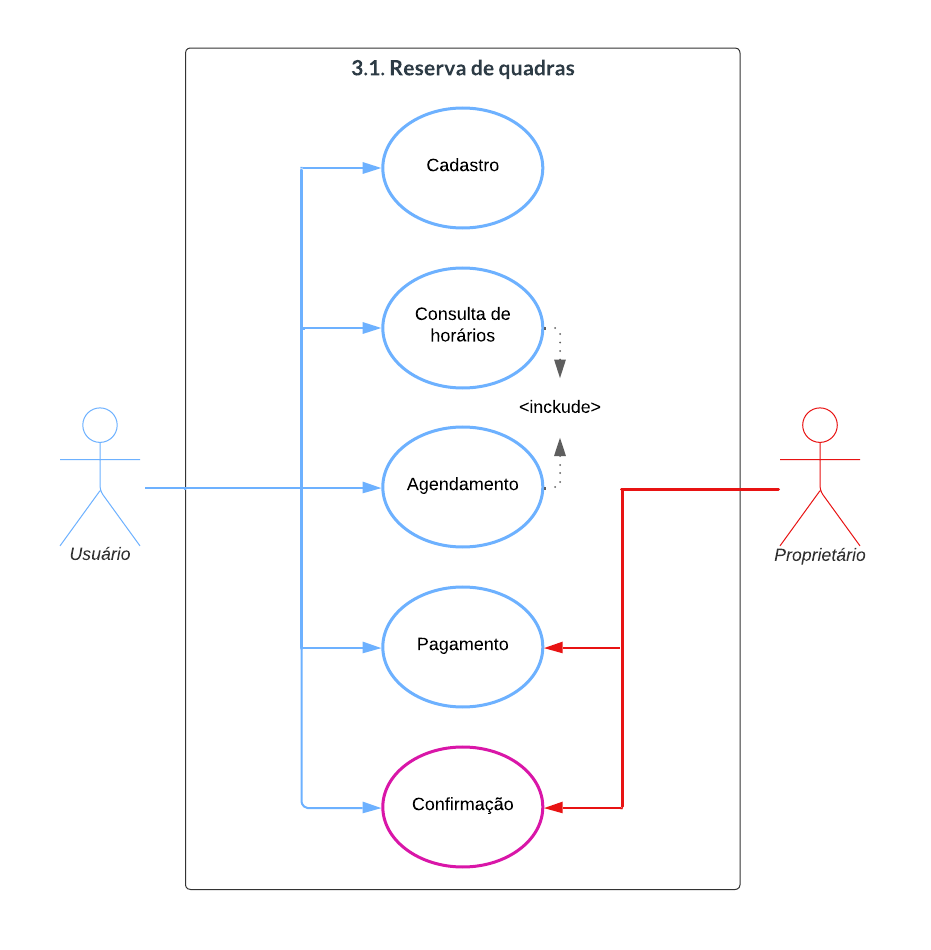 3.1. Reserva de quadras
Cadastro
Consulta de
horários
<inckude>
Agendamento
Usuário
Proprietário
Pagamento
Confirmação